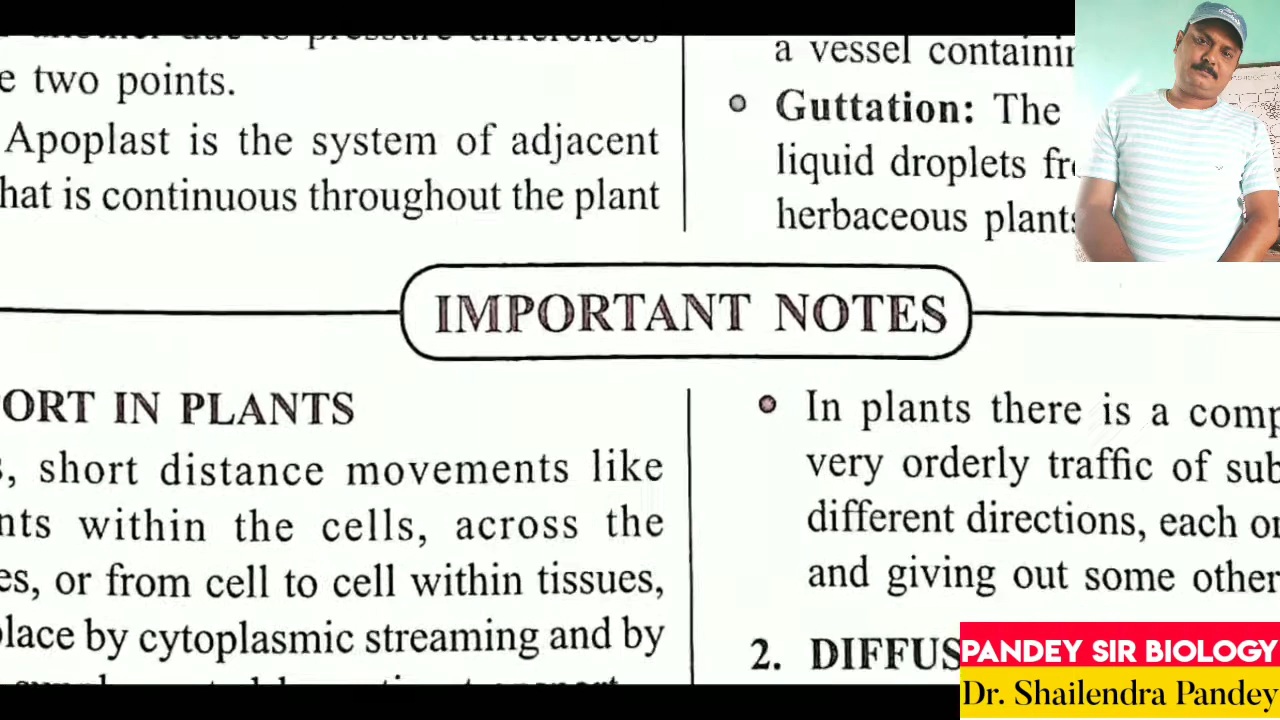 e two points.
Apoplast is the system of adjacent
hat is continuous throughout the plant
a vessel containin
Guttation: The
liquid droplets fr
herbaceous plants
IMPORTANT NOTES
ORT IN PLANTS
s, short distance movements like
nts within the cells, across the
es, or from cell to cell within tissues,
place by cytoplasmic streaming and by
In plants there is a comp
very orderly traffic of sub
different directions, each or
and giving out some other
2. DIFFUS
PANDEY SIR BIOLOGY
Dr. Shailendra Pandey